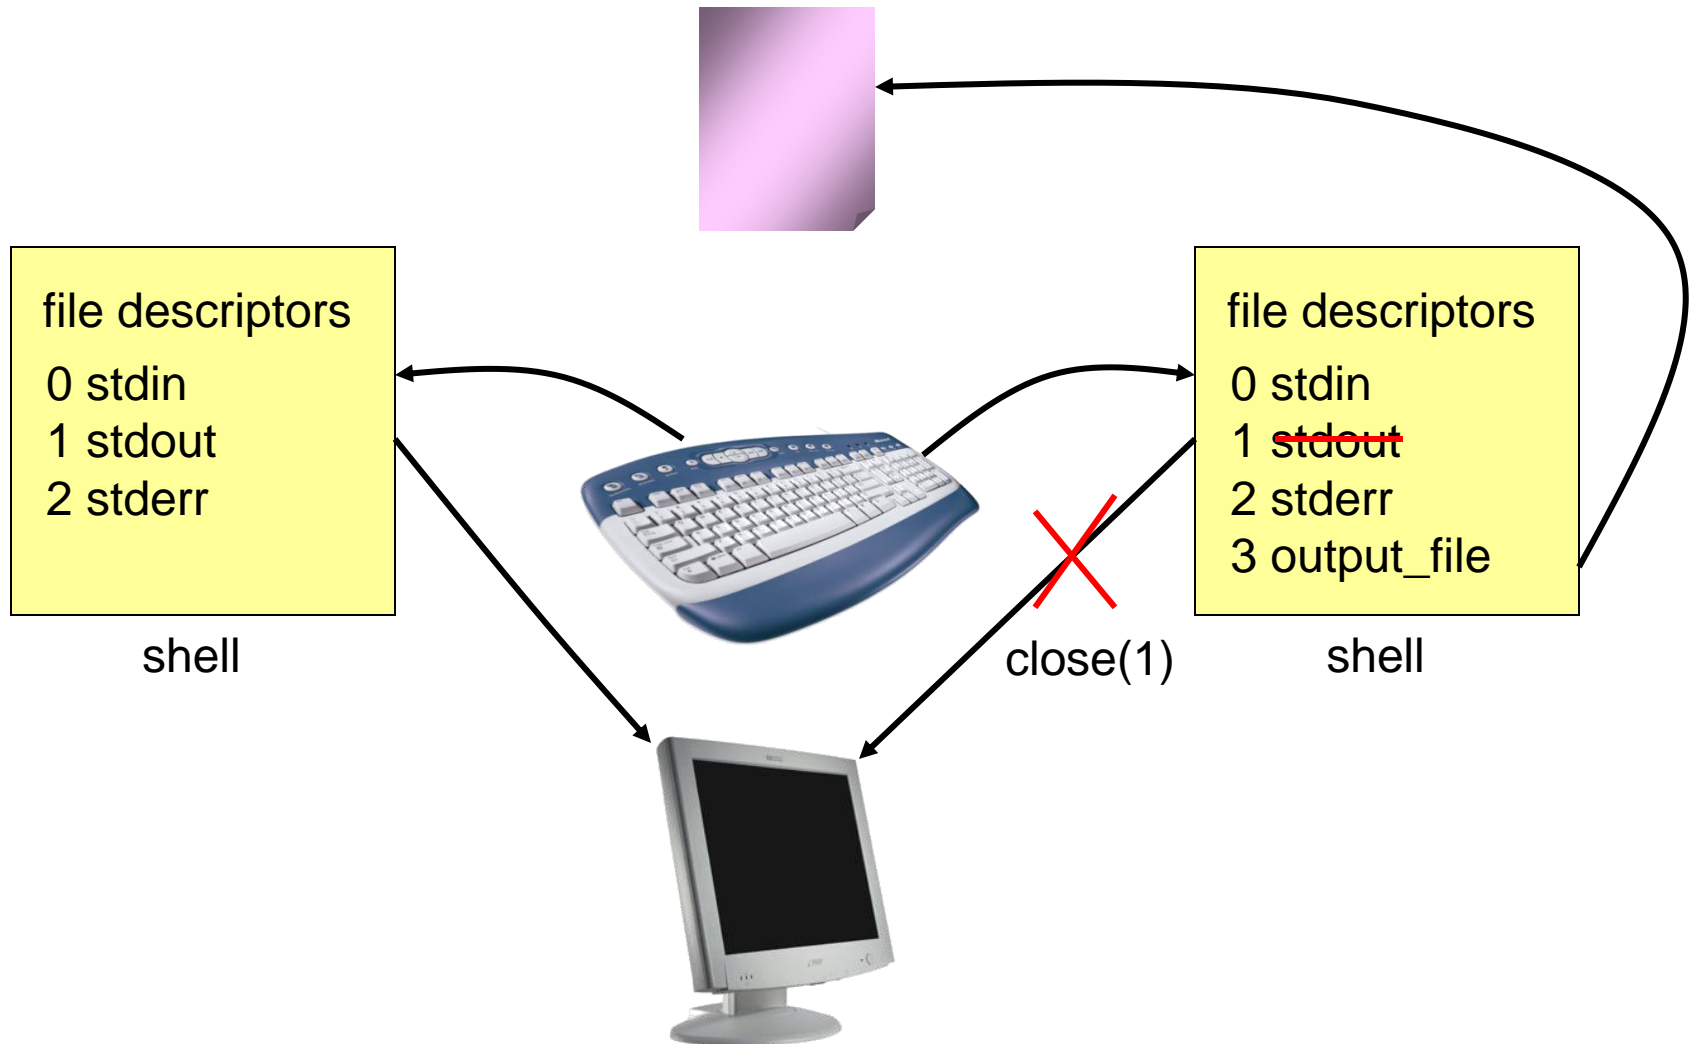 file descriptors
0 stdin
1 stdout
2 stderr
shell
file descriptors
0 stdin
1 stdout
2 stderr
3 output_file
shell
close(1)